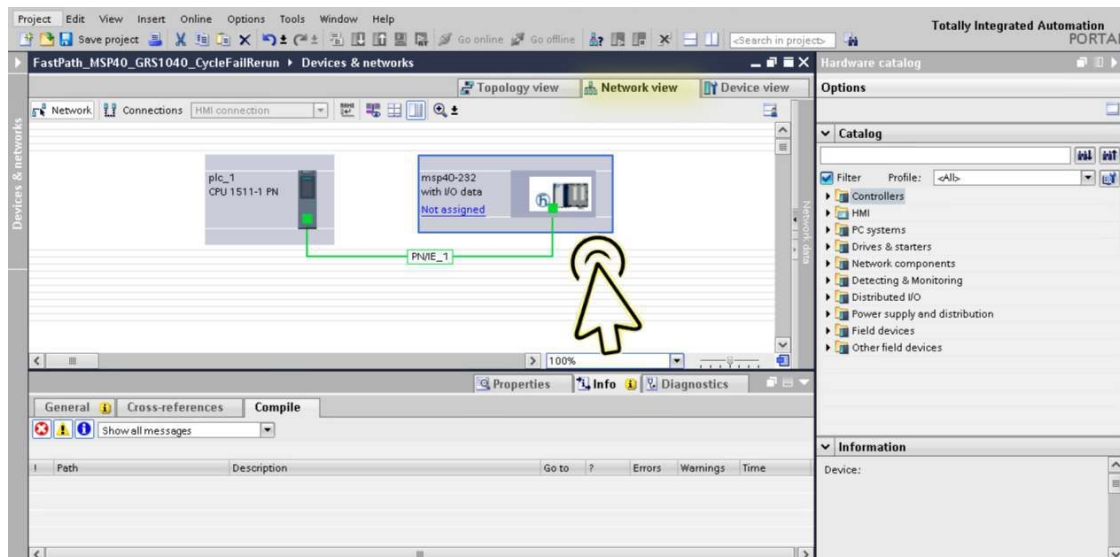 Project Edit View Insert Online Options Tools Window Help
Totally Integrated Automation
PORTAL
Save project Go online Go offline <Search in project>
FastPath_MSP40_GRS1040_CycleFailRerun ▸ Devices & networks
Hardware catalog
Topology view Network view Device view
Options
Network Connections HMI connection
Devices & networks
Network data
plc_1
CPU 1511-1 PN
msp40-232
with I/O data
Not assigned
PN/IE_1
100%
Catalog
Filter Profile: <All>
Controllers
HMI
PC systems
Drives & starters
Network components
Detecting & Monitoring
Distributed I/O
Power supply and distribution
Field devices
Other field devices
Properties Info Diagnostics
General Cross-references Compile
Show all messages
! Path Description Go to ? Errors Warnings Time
Information
Device: